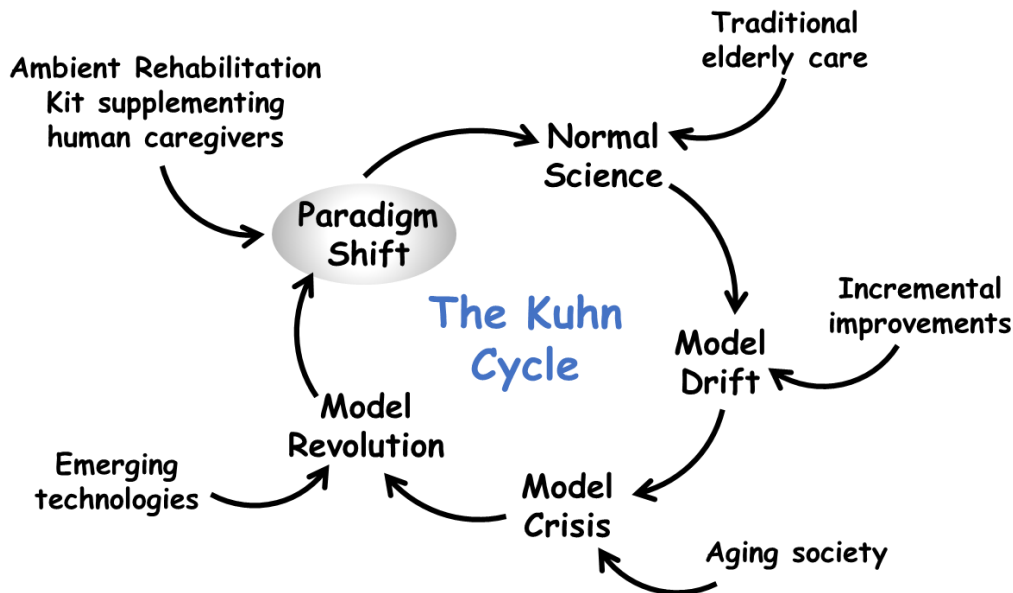 Traditional
elderly care
Ambient Rehabilitation
Kit supplementing
human caregivers
Normal
Science
Paradigm
Shift
The Kuhn
Cycle
Incremental
improvements
Model
Drift
Model
Revolution
Emerging
technologies
Model
Crisis
Aging society